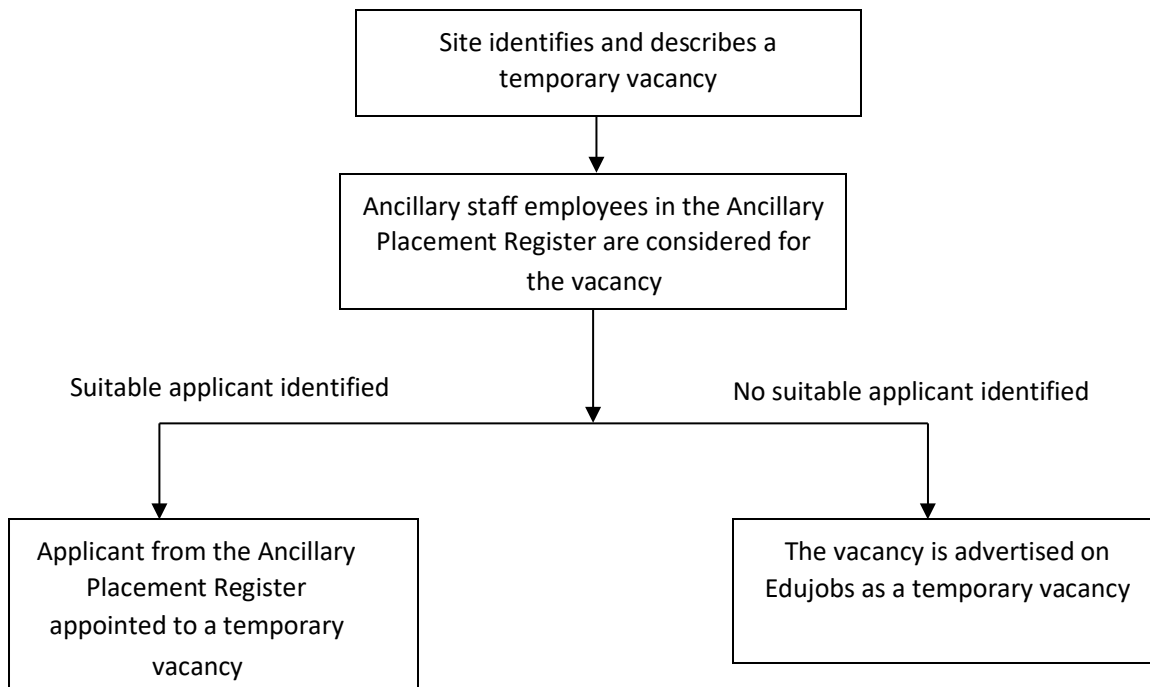 Site identifies and describes a
temporary vacancy
Ancillary staff employees in the Ancillary
Placement Register are considered for
the vacancy
Suitable applicant identified
No suitable applicant identified
Applicant from the Ancillary
Placement Register
appointed to a temporary
vacancy
The vacancy is advertised on
Edujobs as a temporary vacancy